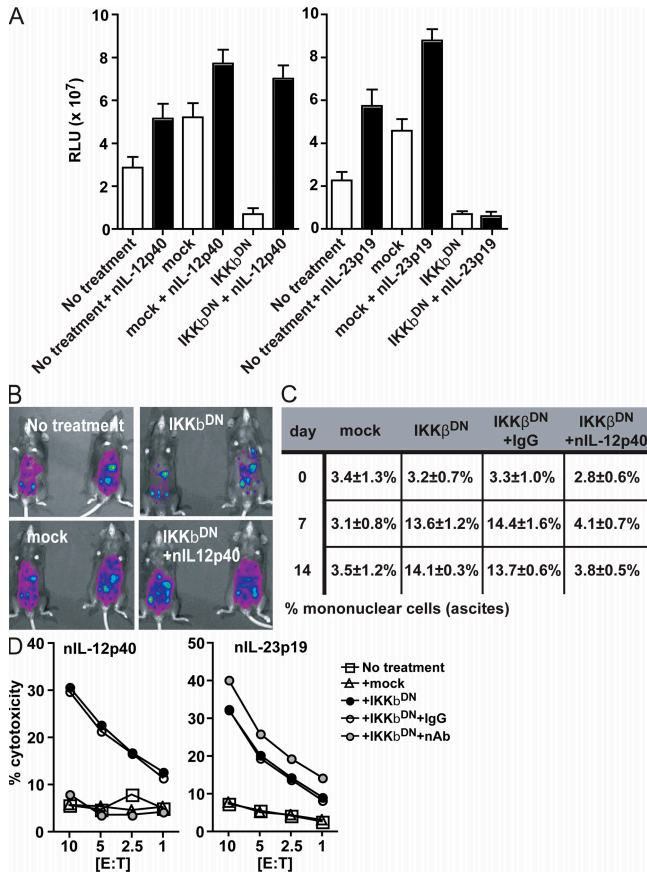 A
RLU (x 10⁷)
10
8
6
4
2
0
No treatment
No treatment + nIL-12p40
mock
mock + nIL-12p40
IKKbᴰᴺ
IKKbᴰᴺ + nIL-12p40
10
8
6
4
2
0
No treatment
No treatment + nIL-23p19
mock
mock + nIL-23p19
IKKbᴰᴺ
IKKbᴰᴺ + nIL-23p19
B
No treatment
IKKbᴰᴺ
mock
IKKbᴰᴺ
+nIL12p40
C
day mock IKKβᴰᴺ IKKβᴰᴺ +IgG IKKβᴰᴺ +nIL-12p40
0 3.4±1.3% 3.2±0.7% 3.3±1.0% 2.8±0.6%
7 3.1±0.8% 13.6±1.2% 14.4±1.6% 4.1±0.7%
14 3.5±1.2% 14.1±0.3% 13.7±0.6% 3.8±0.5%
% mononuclear cells (ascites)
D
nIL-12p40
% cytotoxicity
40
30
20
10
0
10 5 2.5 1
[E:T]
nIL-23p19
50
40
30
20
10
0
10 5 2.5 1
[E:T]
No treatment
+mock
+IKKbᴰᴺ
+IKKbᴰᴺ+IgG
+IKKbᴰᴺ+nAb